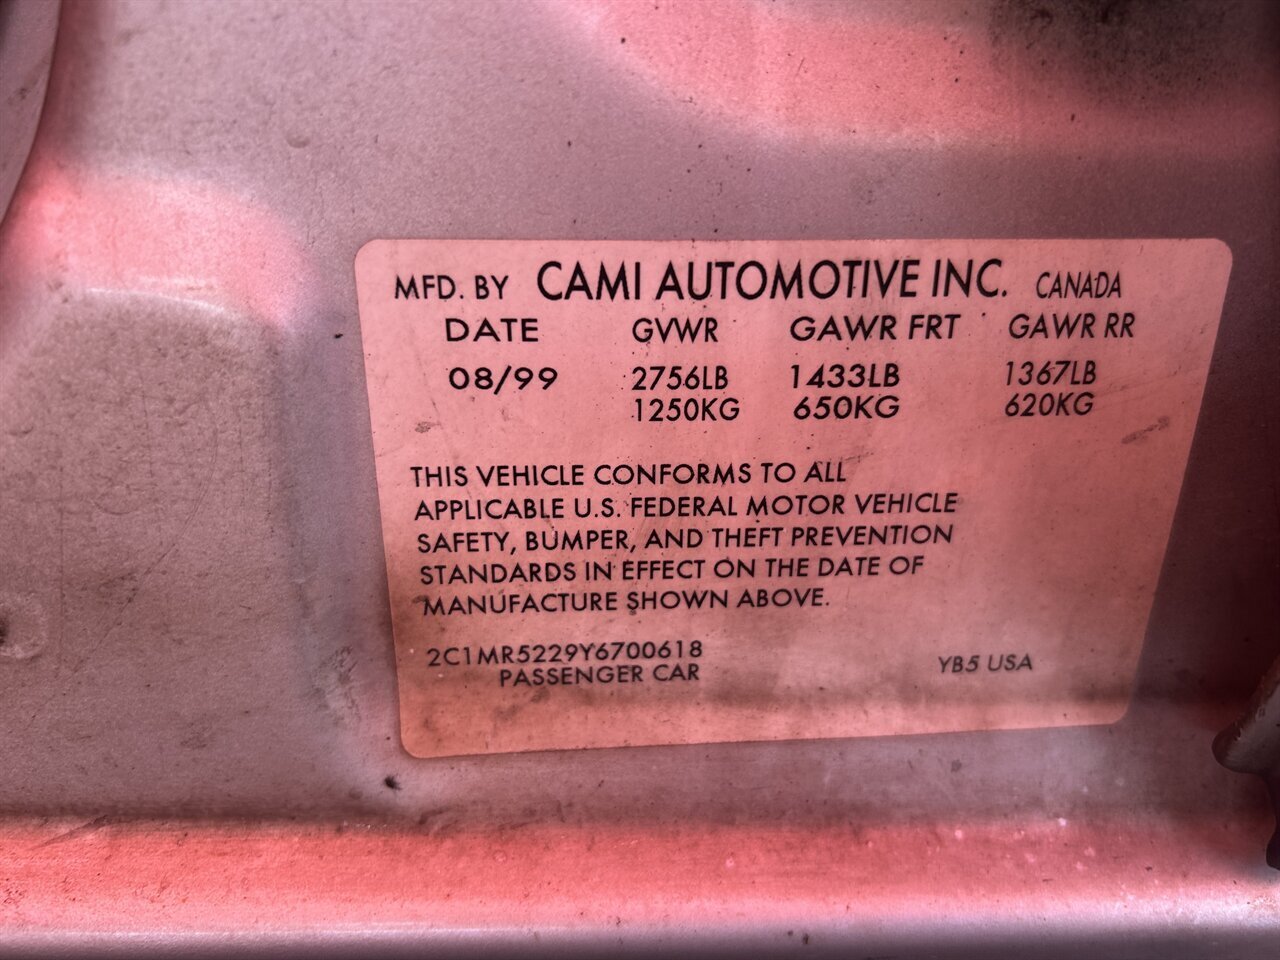 MFD. BY CAMI AUTOMOTIVE INC. CANADA
DATE GVWR GAWR FRT GAWR RR
08/99 2756LB 1433LB 1367LB
1250KG 650KG 620KG
THIS VEHICLE CONFORMS TO ALL
APPLICABLE U.S. FEDERAL MOTOR VEHICLE
SAFETY, BUMPER, AND THEFT PREVENTION
STANDARDS IN EFFECT ON THE DATE OF
MANUFACTURE SHOWN ABOVE.
2C1MR5229Y6700618
PASSENGER CAR YB5 USA